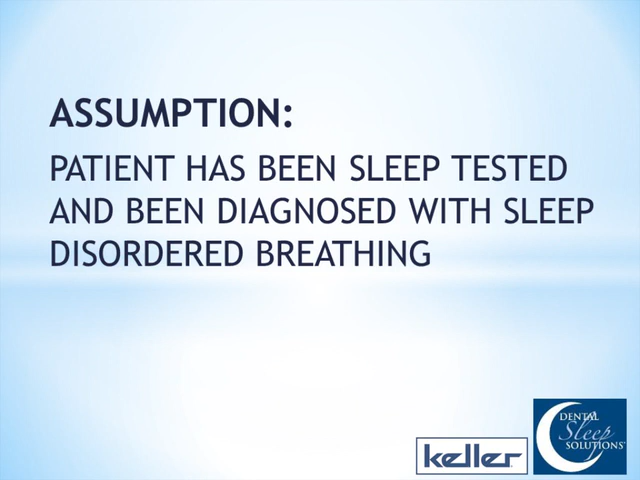 ASSUMPTION:
PATIENT HAS BEEN SLEEP TESTED
AND BEEN DIAGNOSED WITH SLEEP
DISORDERED BREATHING
keller
DENTAL
Sleep
SOLUTIONS